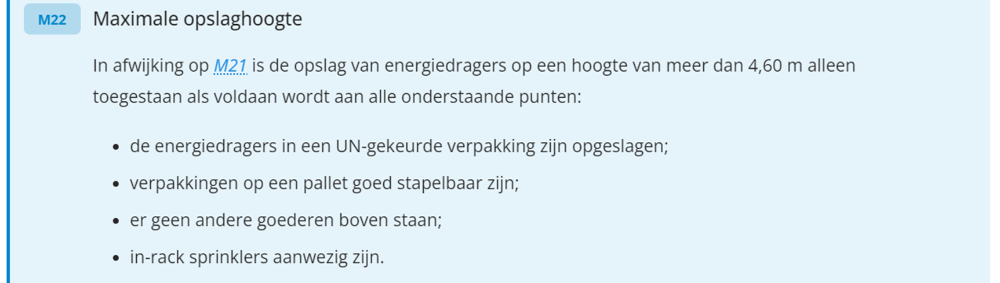 M22 Maximale opslaghoogte
In afwijking op M21 is de opslag van energiedragers op een hoogte van meer dan 4,60 m alleen
toegestaan als voldaan wordt aan alle onderstaande punten:
• de energiedragers in een UN-gekeurde verpakking zijn opgeslagen;
• verpakkingen op een pallet goed stapelbaar zijn;
• er geen andere goederen boven staan;
• in-rack sprinklers aanwezig zijn.